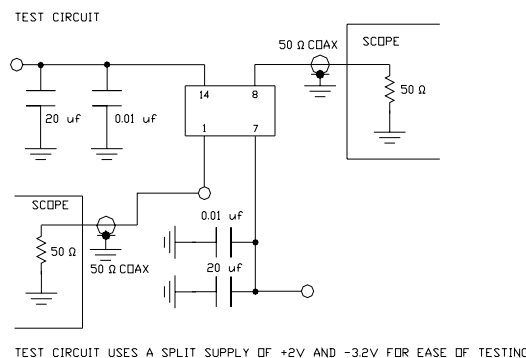 TEST CIRCUIT
50 Ω COAX
SCOPE
14 8
50 Ω
20 uf
0.01 uf
1 7
SCOPE
0.01 uf
50 Ω
50 Ω COAX
20 uf
TEST CIRCUIT USES A SPLIT SUPPLY OF +2V AND -3.2V FOR EASE OF TESTING